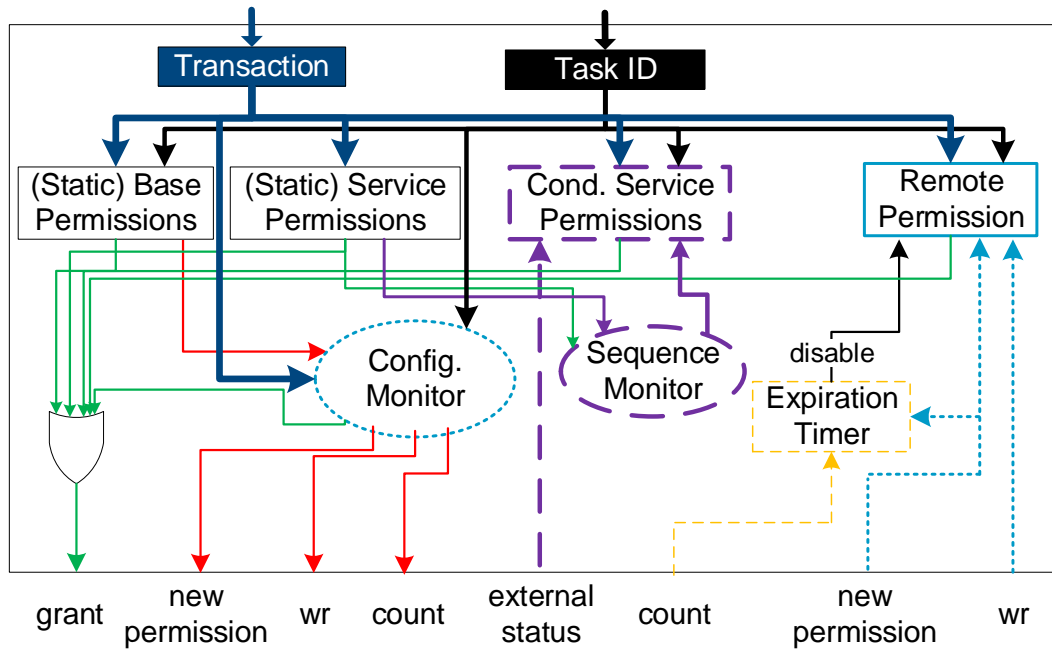 Transaction
Task ID
(Static) Base
Permissions
(Static) Service
Permissions
Cond. Service
Permissions
Remote
Permission
Config.
Monitor
Sequence
Monitor
disable
Expiration
Timer
grant
new
permission
wr
count
external
status
count
new
permission
wr